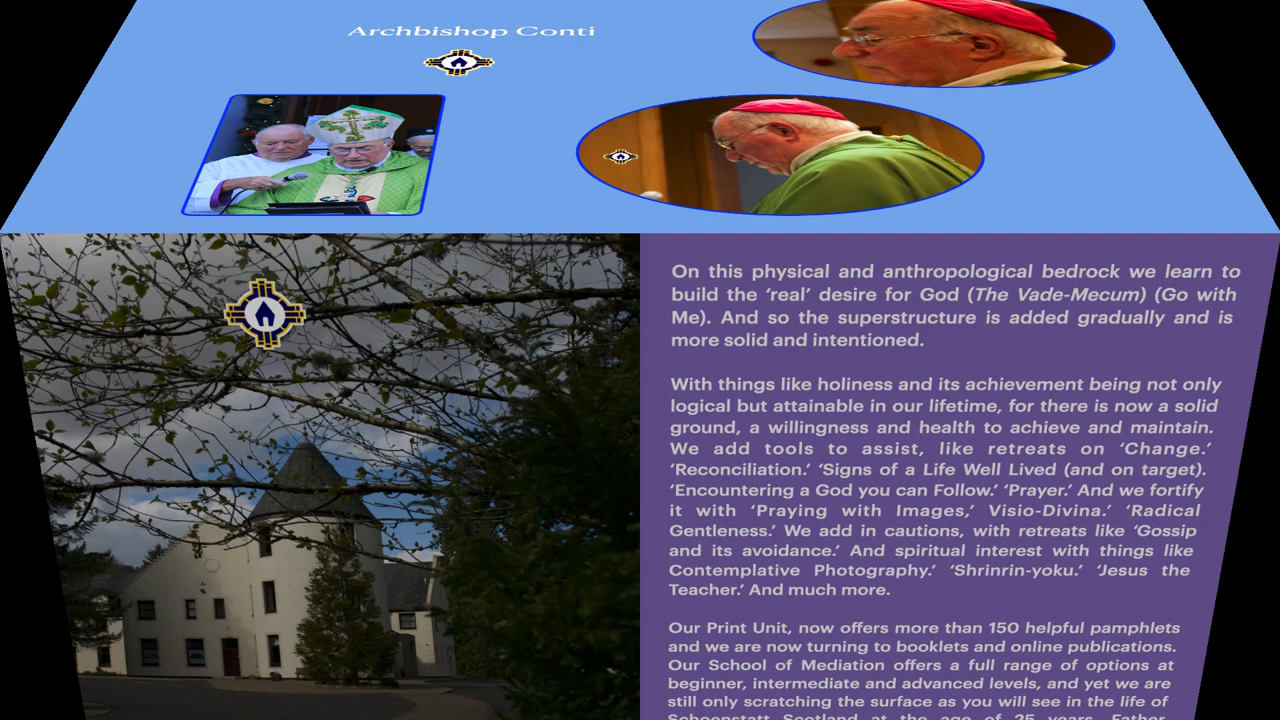 Archbishop Conti
On this physical and anthropological bedrock we learn to
build the ‘real’ desire for God (The Vade-Mecum) (Go with
Me). And so the superstructure is added gradually and is
more solid and intentioned.
With things like holiness and its achievement being not only
logical but attainable in our lifetime, for there is now a solid
ground, a willingness and health to achieve and maintain.
We add tools to assist, like retreats on ‘Change.’
‘Reconciliation.’ ‘Signs of a Life Well Lived (and on target).
‘Encountering a God you can Follow.’ ‘Prayer.’ And we fortify
it with ‘Praying with Images,’ Visio-Divina.’ ‘Radical
Gentleness.’ We add in cautions, with retreats like ‘Gossip
and its avoidance.’ And spiritual interest with things like
Contemplative Photography.’ ‘Shrinrin-yoku.’ ‘Jesus the
Teacher.’ And much more.
Our Print Unit, now offers more than 150 helpful pamphlets
and we are now turning to booklets and online publications.
Our School of Mediation offers a full range of options at
beginner, intermediate and advanced levels, and yet we are
still only scratching the surface as you will see in the life of
Schoenstatt Scotland at the age of 25 years. Father